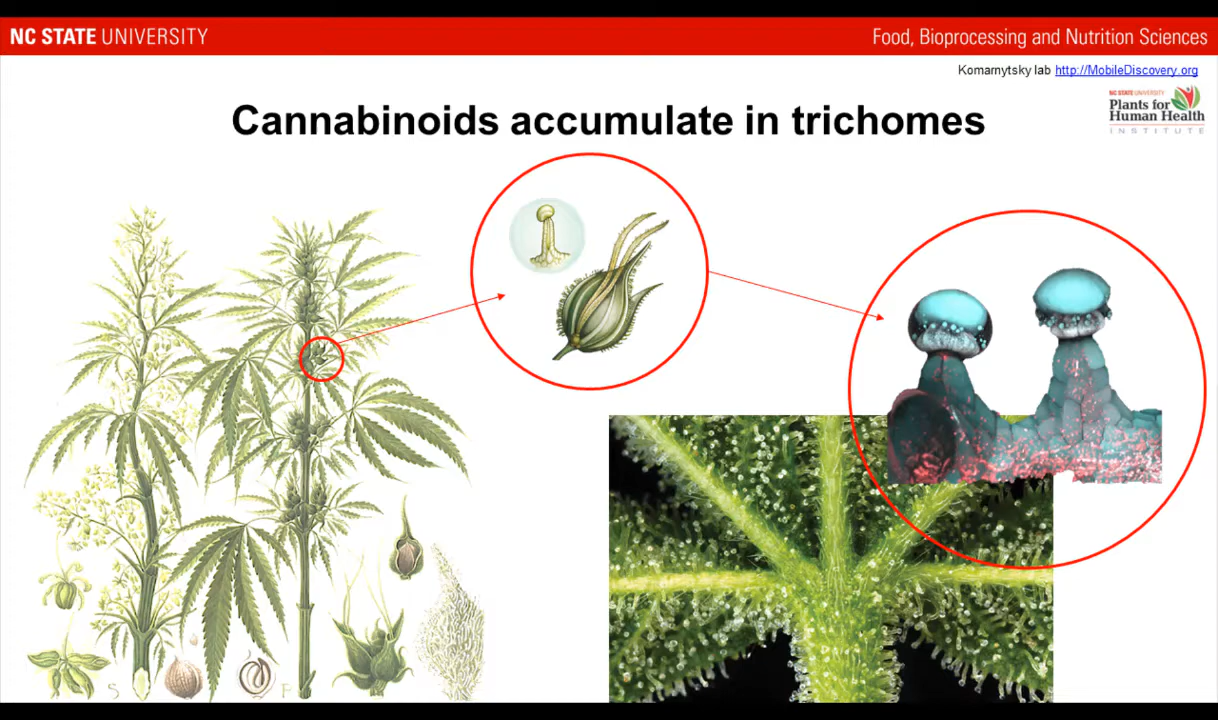 NC STATE UNIVERSITY
Food, Bioprocessing and Nutrition Sciences
Komarnytsky lab http://MobileDiscovery.org
NC STATE UNIVERSITY
Plants for
Human Health
INSTITUTE
Cannabinoids accumulate in trichomes
S
F